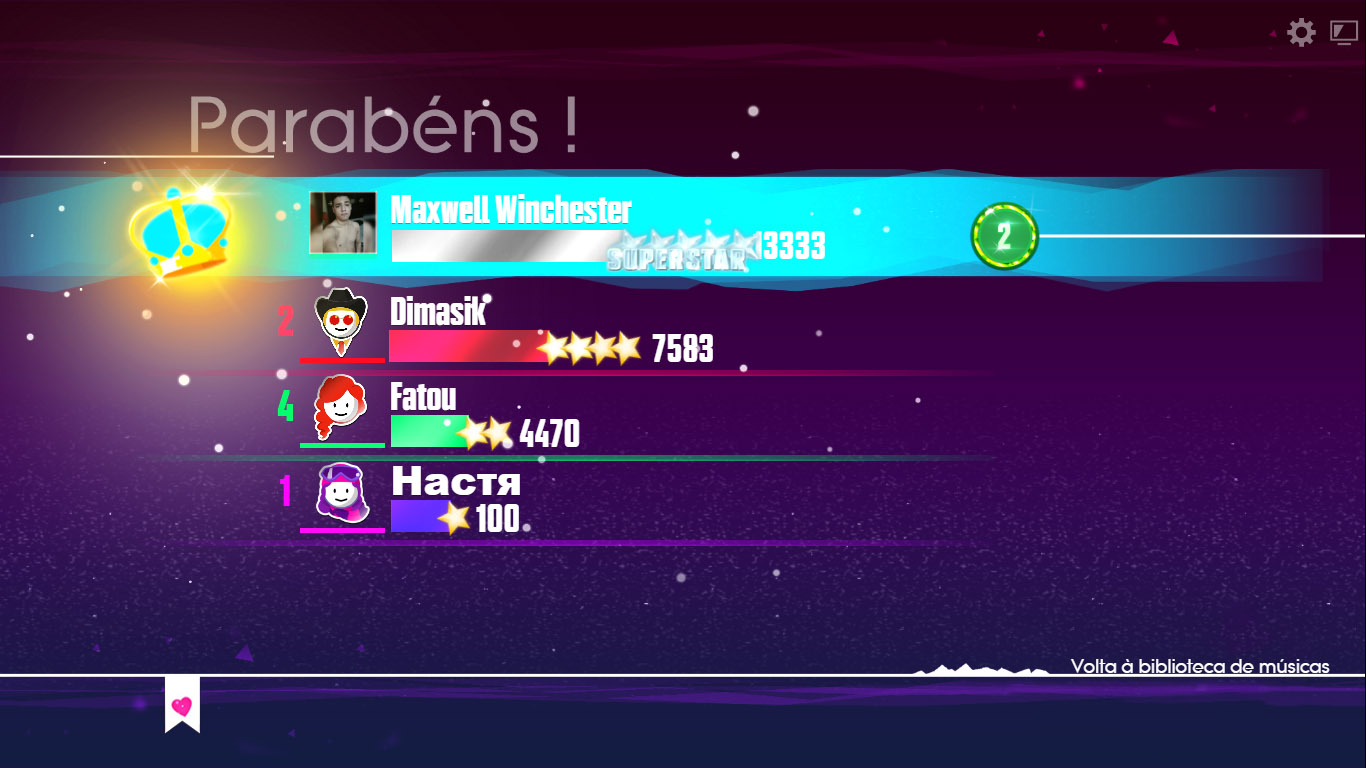 Parabéns !
Maxwell Winchester
SUPERSTAR 13333
2
2
Dimasik
7583
4
Fatou
4470
1
Настя
100
Volta à biblioteca de músicas